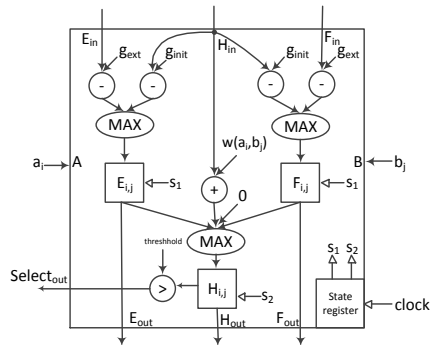 E_in H_in F_in
g_ext g_init g_init g_ext
- - - -
MAX MAX
a_i A w(a_i,b_j) B b_j
E_i,j s_1 + F_i,j s_1
0
MAX
threshhold
s_1 s_2
Select_out > H_i,j s_2
State
register
clock
E_out H_out F_out